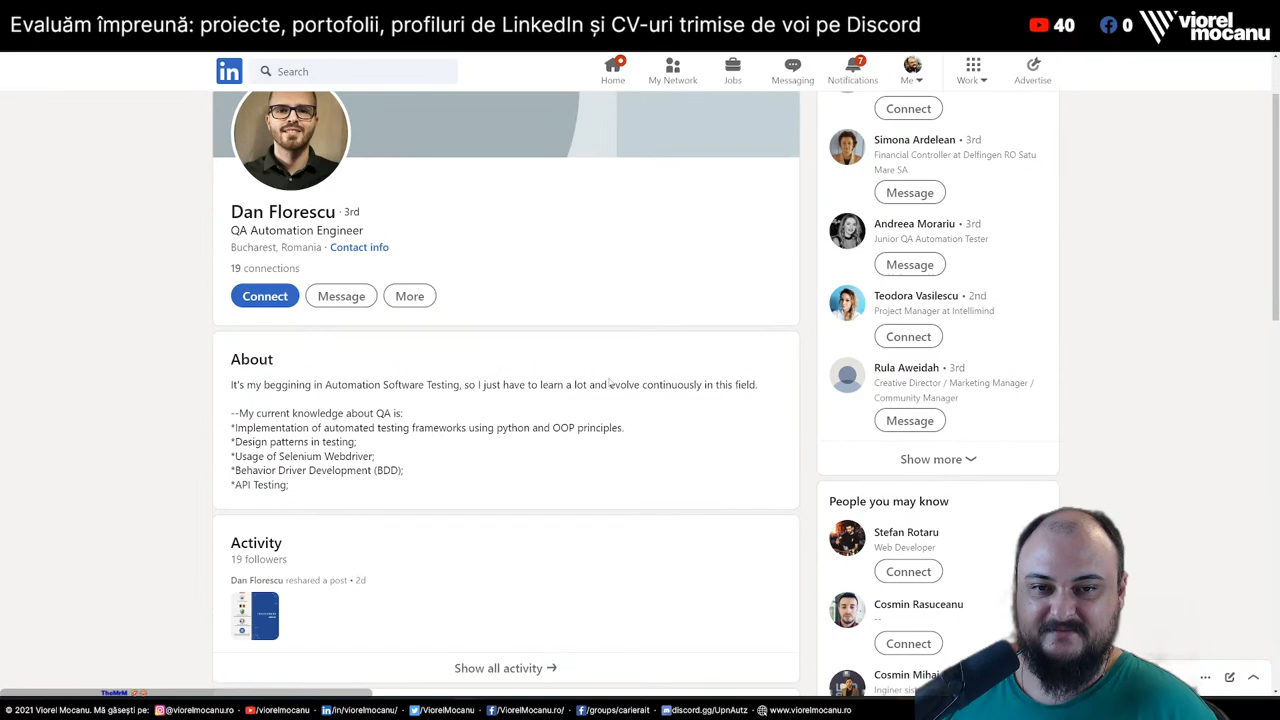 Evaluăm împreună: proiecte, portofolii, profiluri de LinkedIn și CV-uri trimise de voi pe Discord
40
0
viorel mocanu
in
Search
Home
My Network
Jobs
Messaging
7
Notifications
Me
Work
Advertise
Dan Florescu · 3rd
QA Automation Engineer
Bucharest, Romania · Contact info
19 connections
Connect
Message
More
About
It's my beggining in Automation Software Testing, so I just have to learn a lot and evolve continuously in this field.
--My current knowledge about QA is:
*Implementation of automated testing frameworks using python and OOP principles.
*Design patterns in testing;
*Usage of Selenium Webdriver;
*Behavior Driver Development (BDD);
*API Testing;
Activity
19 followers
Dan Florescu reshared a post • 2d
Show all activity →
Connect
Simona Ardelean • 3rd
Financial Controller at Delfingen RO Satu
Mare SA
Message
Andreea Morariu • 3rd
Junior QA Automation Tester
Message
Teodora Vasilescu • 2nd
Project Manager at Intellimind
Connect
Rula Aweidah • 3rd
Creative Director / Marketing Manager /
Community Manager
Message
Show more
People you may know
Stefan Rotaru
Web Developer
Connect
Cosmin Rasuceanu
--
Connect
Cosmin Mihai
Inginer sis
TheMrM
© 2021 Viorel Mocanu. Mă găsești pe:
@viorelmocanu.ro
/viorelmocanu
/in/viorelmocanu/
/ViorelMocanu
/ViorelMocanu.ro/
/groups/carierait
discord.gg/UpnAutz
www.viorelmocanu.ro